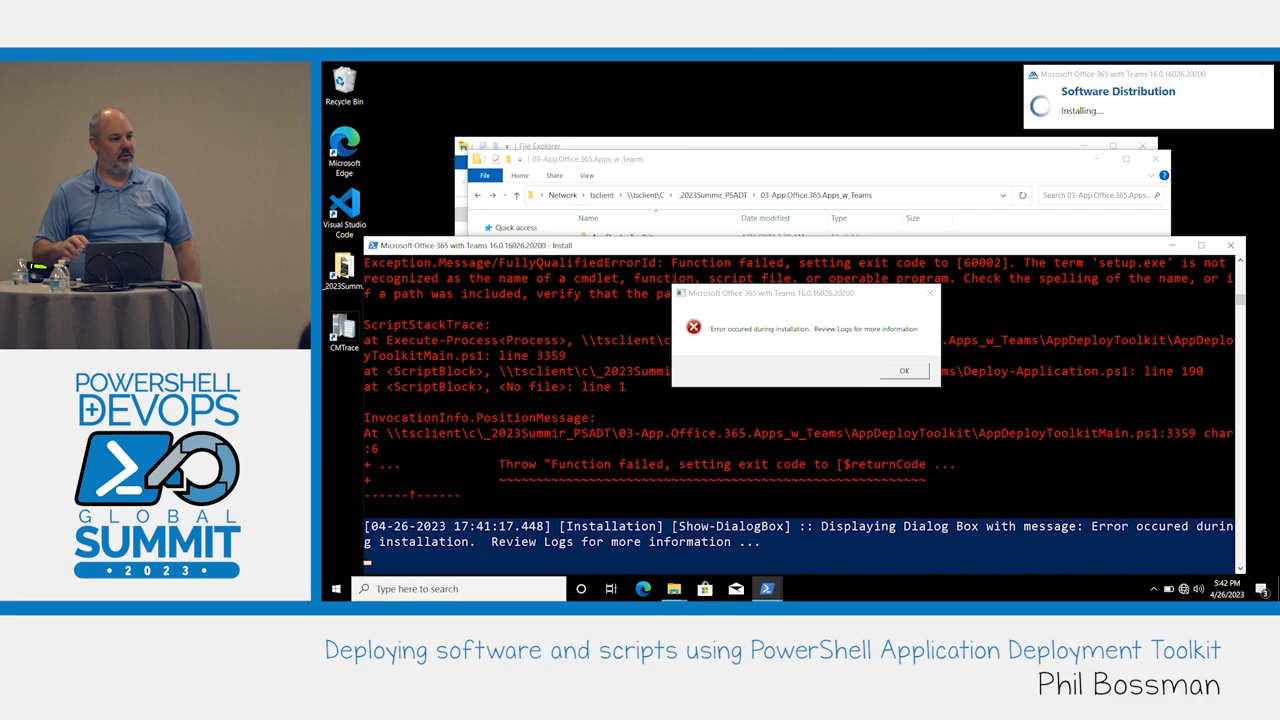 Recycle Bin
Microsoft
Edge
Visual Studio
Code
_2023Summ...
CMTrace
Microsoft Office 365 with Teams 16.0.16026.20200
Software Distribution
Installing....
File Explorer
03-App.Office.365.Apps_w_Teams
File Home Share View
Network tsclient \\tsclient\C _2023Summir_PSADT 03-App.Office.365.Apps_w_Teams
Search 03-App.Office.365.Apps...
Name Date modified Type Size
Quick access
Microsoft Office 365 with Teams 16.0.16026.20200 - Install
Exception.Message/FullyQualifiedErrorId: Function failed, setting exit code to [60002]. The term 'setup.exe' is not
recognized as the name of a cmdlet, function, script file, or operable program. Check the spelling of the name, or i
f a path was included, verify that the pa
Microsoft Office 365 with Teams 16.0.16026.20200
Error occured during installation. Review Logs for more information
OK
ScriptStackTrace:
at Execute-Process<Process>, \\tsclient\c _Apps_w_Teams\AppDeployToolkit\AppDeplo
yToolkitMain.ps1: line 3359
at <ScriptBlock>, \\tsclient\c\_2023Summi ms\Deploy-Application.ps1: line 190
at <ScriptBlock>, <No file>: line 1
InvocationInfo.PositionMessage:
At \\tsclient\c\_2023Summir_PSADT\03-App.Office.365.Apps_w_Teams\AppDeployToolkit\AppDeployToolkitMain.ps1:3359 char
:6
+ ... Throw "Function failed, setting exit code to [$returnCode ...
+ ~~~~~~~~~~~~~~~~~~~~~~~~~~~~~~~~~~~~~~~~~~~~~~~~~~~~~~~~~
------↑------
[04-26-2023 17:41:17.448] [Installation] [Show-DialogBox] :: Displaying Dialog Box with message: Error occured durin
g installation. Review Logs for more information ...
Type here to search
5:42 PM
4/26/2023
3
POWERSHELL
+DEVOPS
GLOBAL
SUMMIT
2023
Deploying software and scripts using PowerShell Application Deployment Toolkit
Phil Bossman